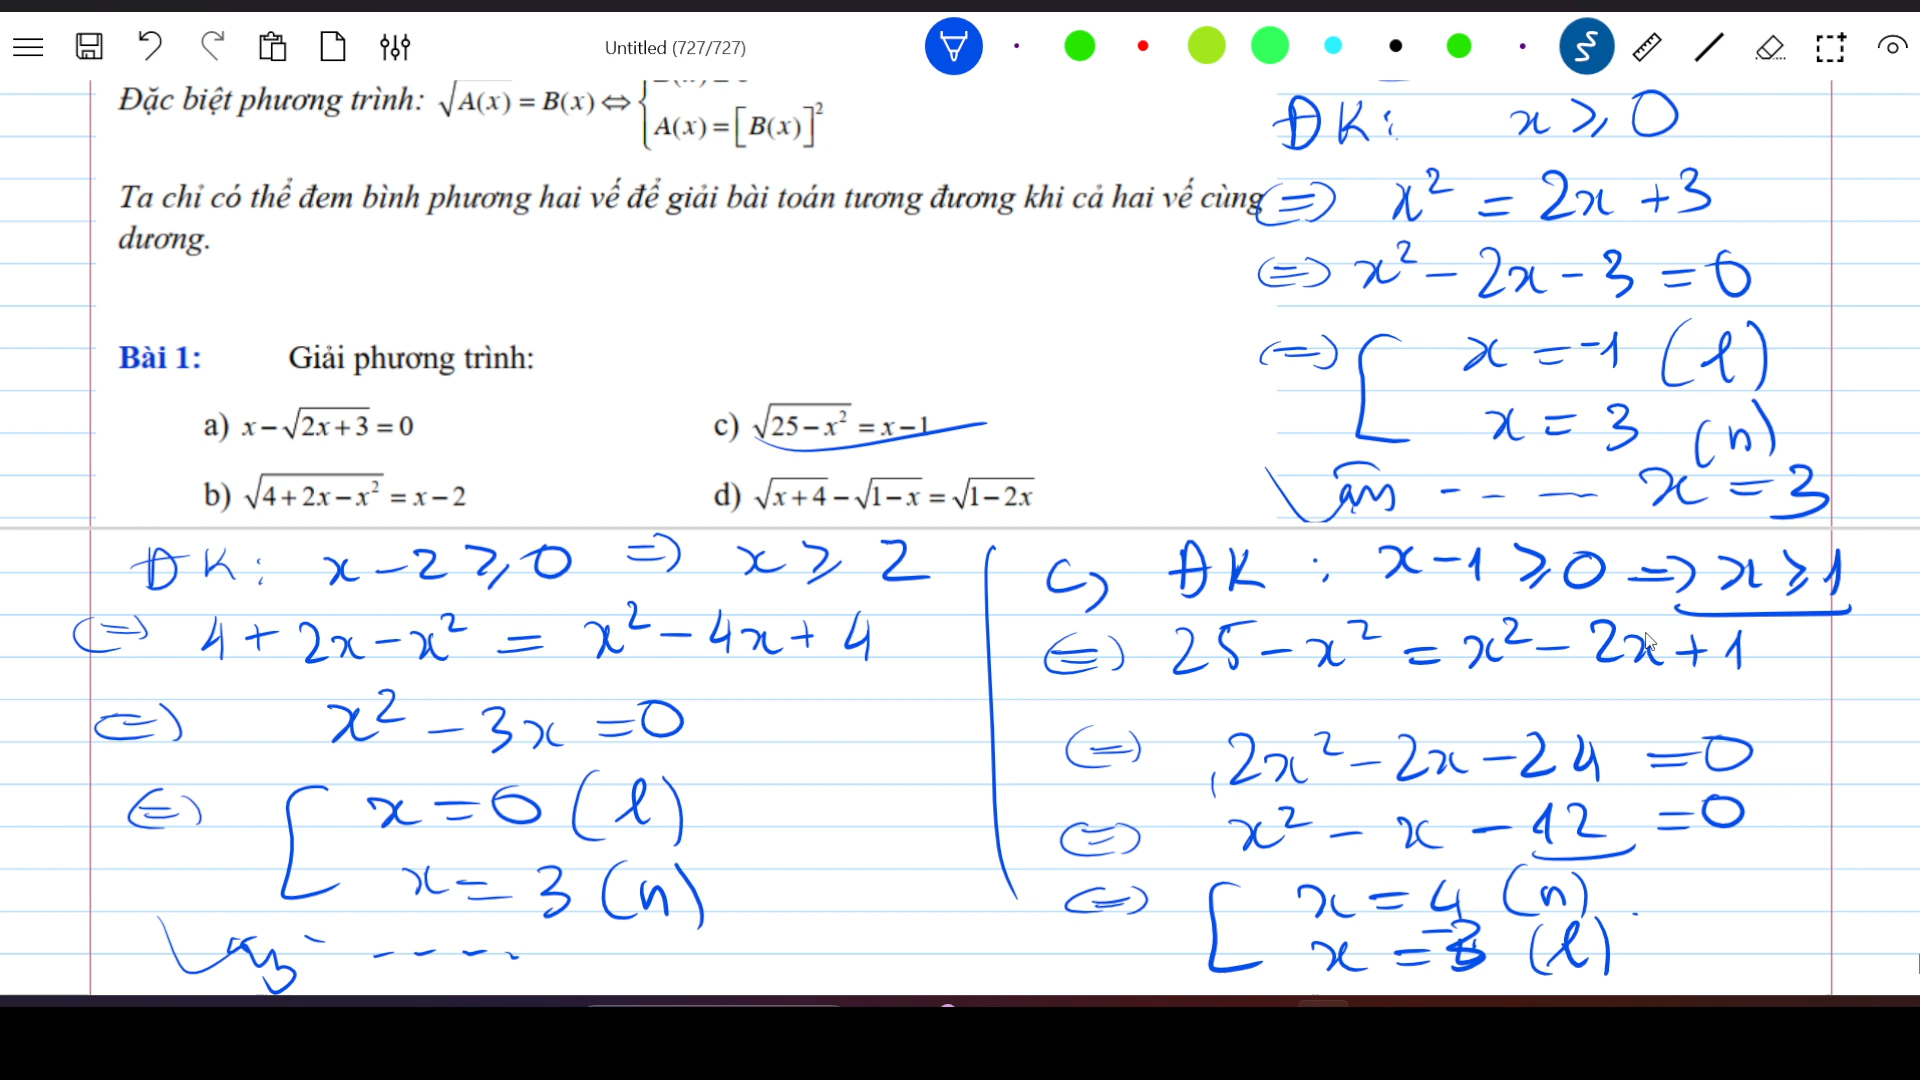 Untitled (727/727)
Đặc biệt phương trình: √A(x) = B(x) ⇔ { A(x) = [B(x)]²
Ta chỉ có thể đem bình phương hai vế để giải bài toán tương đương khi cả hai vế cùng
dương.
Bài 1: Giải phương trình:
a) x − √(2x+3) = 0
c) √(25 − x²) = x − 1
b) √(4 + 2x − x²) = x − 2
d) √(x+4) − √(1−x) = √(1−2x)
ĐK: x ≥ 0
(=) x² = 2x + 3
(=) x² − 2x − 3 = 0
(=) [ x = −1 (l)
x = 3 (n)
Vậy - - - x = 3
ĐK: x − 2 ≥ 0 => x ≥ 2
(=) 4 + 2x − x² = x² − 4x + 4
(=) x² − 3x = 0
(=) [ x = 0 (l)
x = 3 (n)
Vậy - - - -
c) ĐK: x − 1 ≥ 0 => x ≥ 1
(=) 25 − x² = x² − 2x + 1
(=) 2x² − 2x − 24 = 0
(=) x² − x − 12 = 0
(=) [ x = 4 (n)
x = −3 (l)